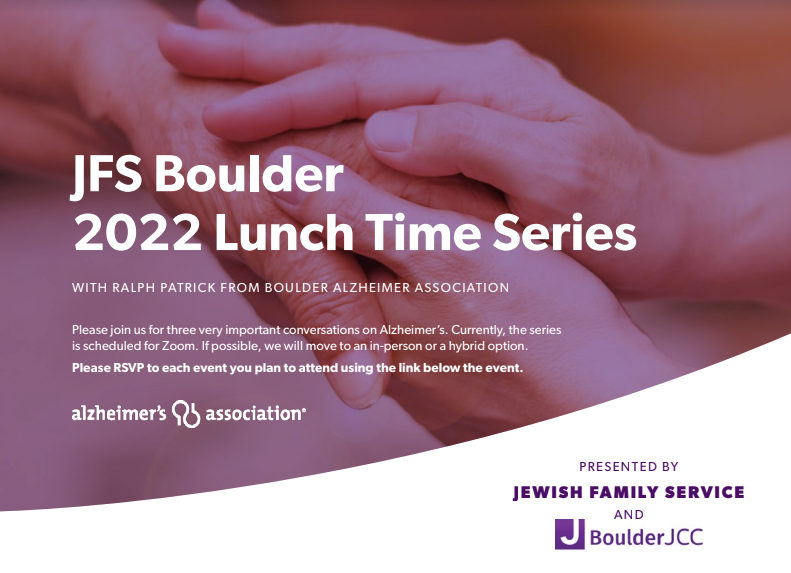 JFS Boulder
2022 Lunch Time Series
WITH RALPH PATRICK FROM BOULDER ALZHEIMER ASSOCIATION
Please join us for three very important conversations on Alzheimer's. Currently, the series
is scheduled for Zoom. If possible, we will move to an in-person or a hybrid option.
Please RSVP to each event you plan to attend using the link below the event.
alzheimer's association®
PRESENTED BY
JEWISH FAMILY SERVICE
AND
J BoulderJCC